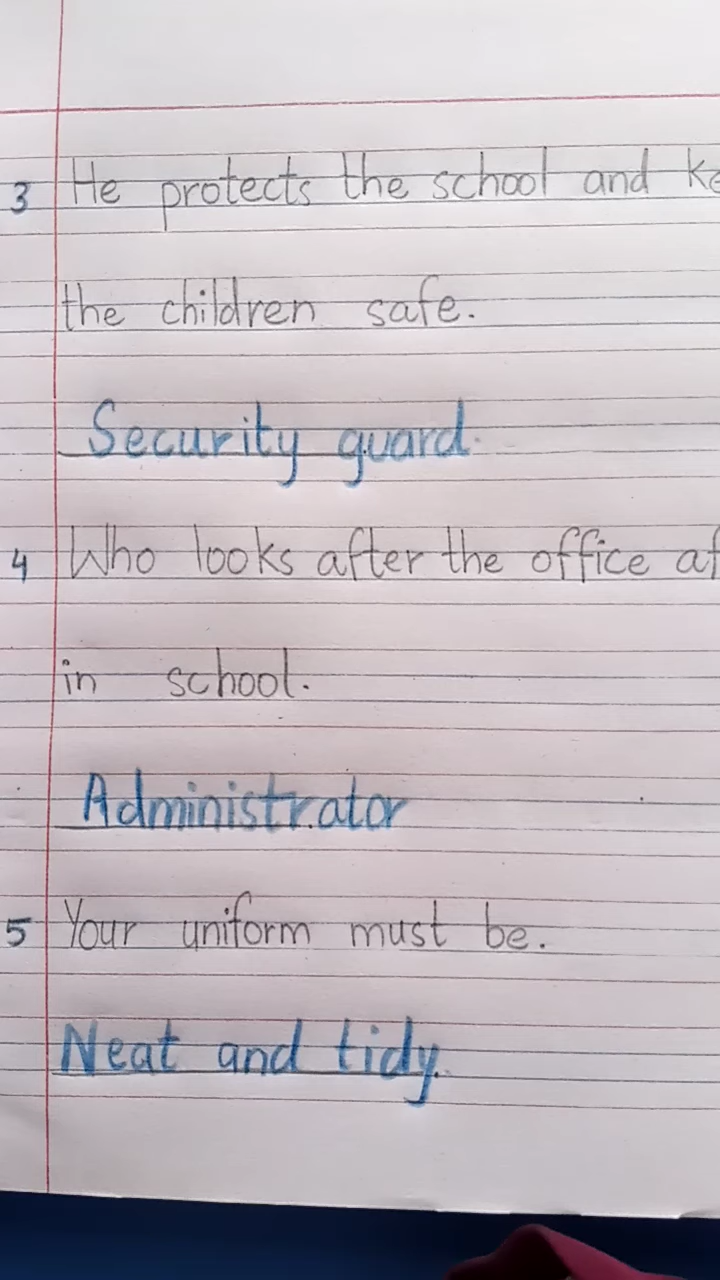 3 He protects the school and
the children safe.
Security guard.
4 Who looks after the office
in school.
Administrator
5 Your uniform must be.
Neat and tidy.